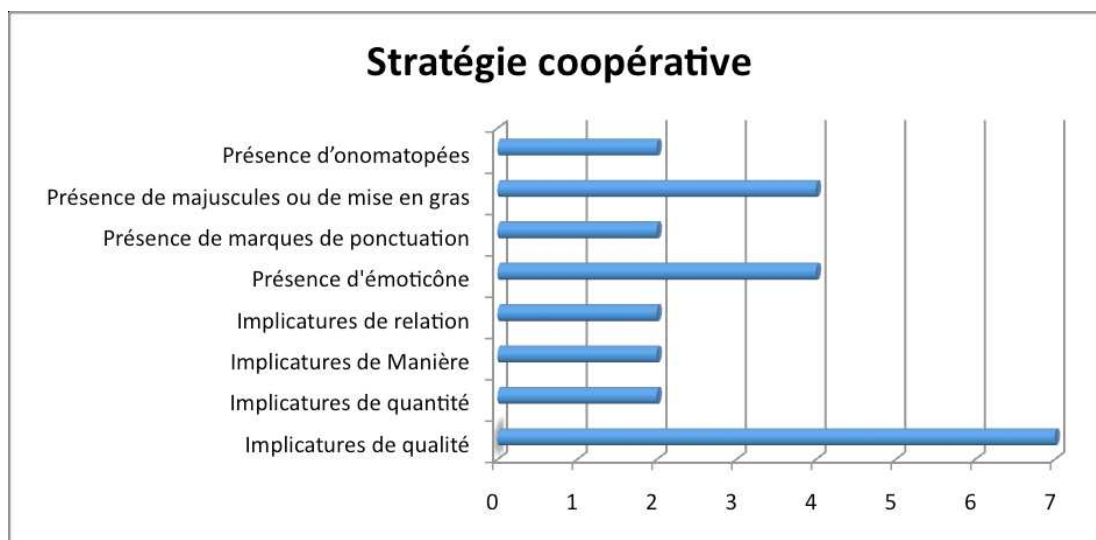 Stratégie coopérative
Présence d’onomatopées
Présence de majuscules ou de mise en gras
Présence de marques de ponctuation
Présence d'émoticône
Implicatures de relation
Implicatures de Manière
Implicatures de quantité
Implicatures de qualité
0 1 2 3 4 5 6 7